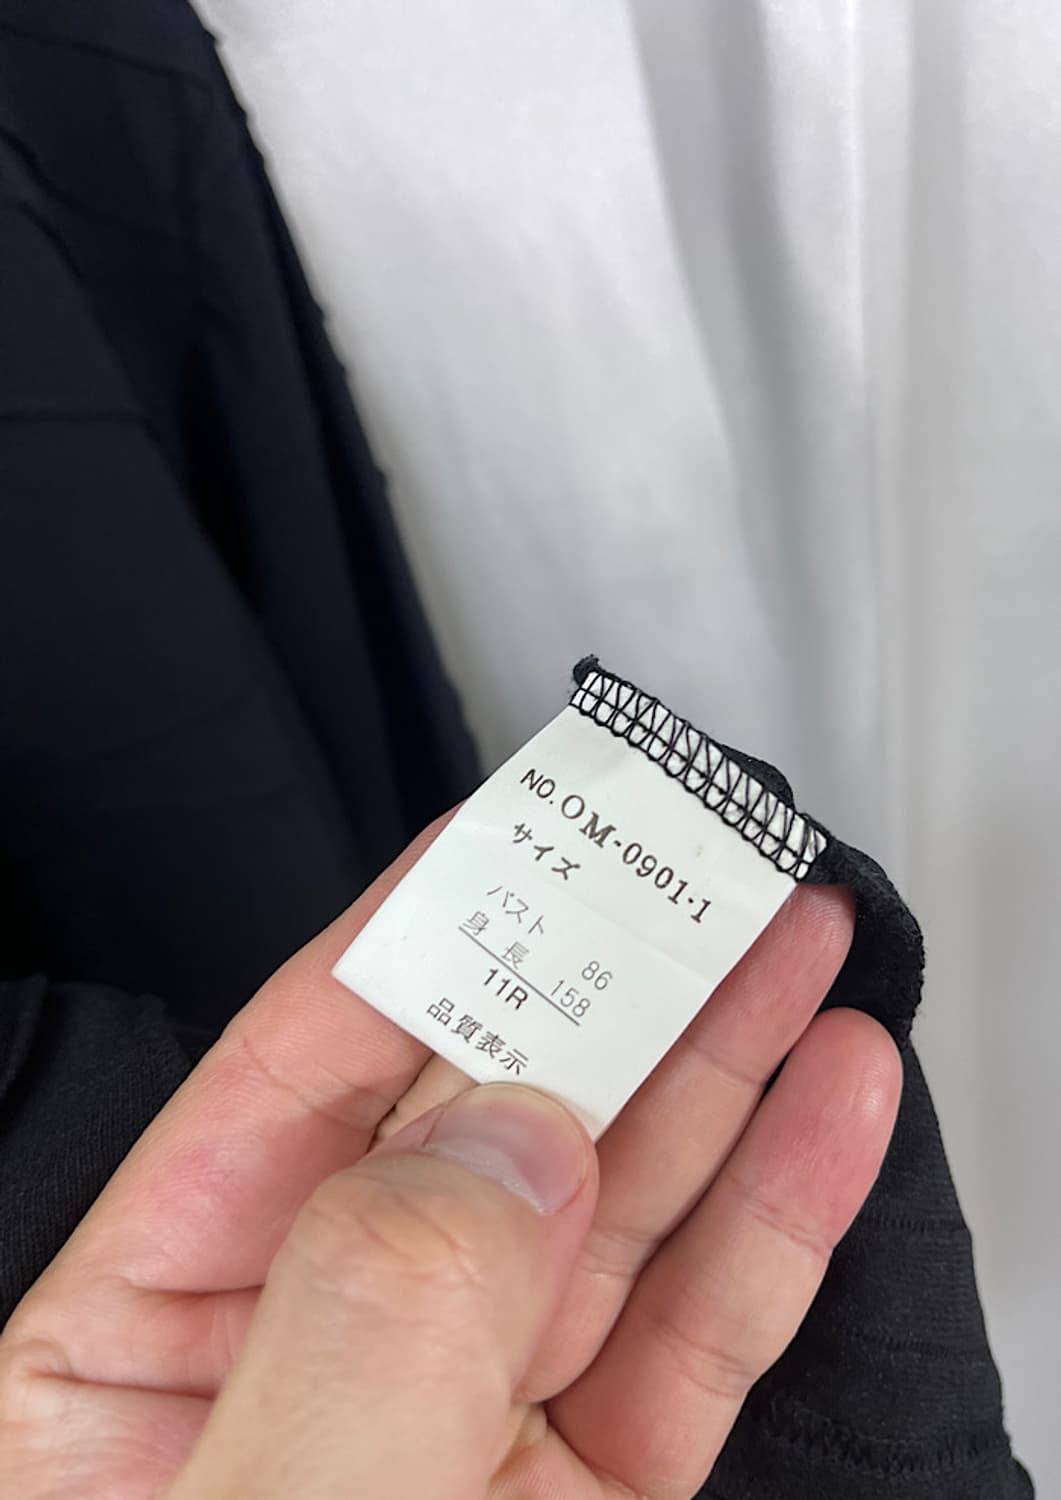 NO.OM-0901-1
サイズ
バスト 86
身長 158
11R
品質表示